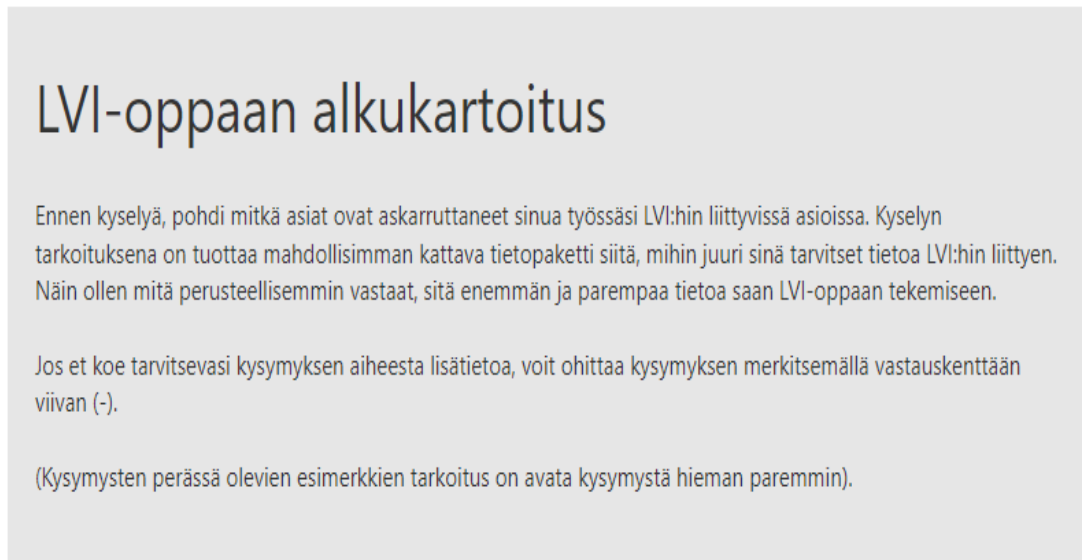 LVI-oppaan alkukartoitus
Ennen kyselyä, pohdi mitkä asiat ovat askarruttaneet sinua työssäsi LVI:hin liittyvissä asioissa. Kyselyn
tarkoituksena on tuottaa mahdollisimman kattava tietopaketti siitä, mihin juuri sinä tarvitset tietoa LVI:hin liittyen.
Näin ollen mitä perusteellisemmin vastaat, sitä enemmän ja parempaa tietoa saan LVI-oppaan tekemiseen.
Jos et koe tarvitsevasi kysymyksen aiheesta lisätietoa, voit ohittaa kysymyksen merkitsemällä vastauskenttään
viivan (-).
(Kysymysten perässä olevien esimerkkien tarkoitus on avata kysymystä hieman paremmin).